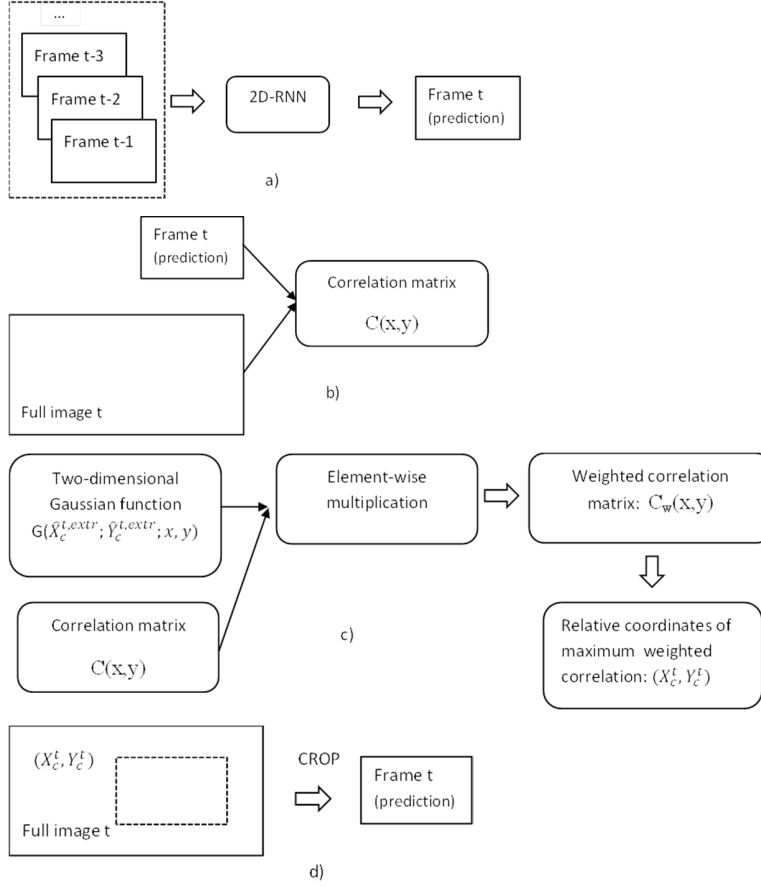 ...
Frame t-3
Frame t-2
Frame t-1
2D-RNN
Frame t
(prediction)
a)
Frame t
(prediction)
Correlation matrix
C(x,y)
Full image t
b)
Two-dimensional
Gaussian function
G(X̂_c^{t,extr}; Ŷ_c^{t,extr}; x, y)
Element-wise
multiplication
Weighted correlation
matrix: C_w(x,y)
Correlation matrix
C(x,y)
c)
Relative coordinates of
maximum weighted
correlation: (X_c^t, Y_c^t)
(X_c^t, Y_c^t)
Full image t
CROP
Frame t
(prediction)
d)